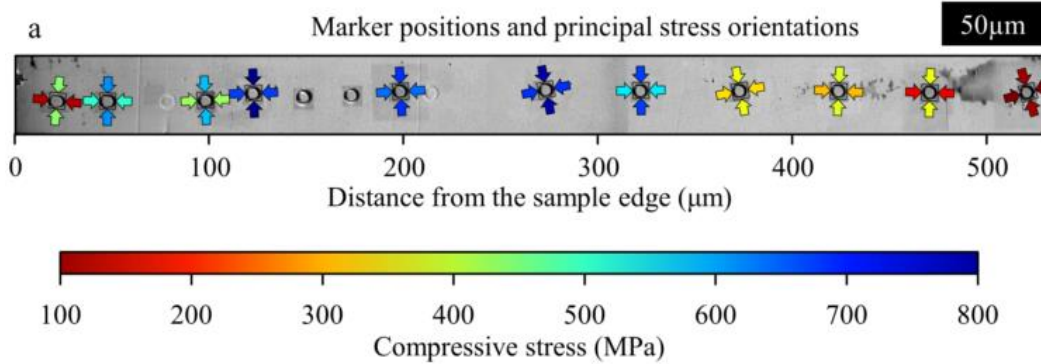 a Marker positions and principal stress orientations 50μm
0 100 200 300 400 500
Distance from the sample edge (μm)
100 200 300 400 500 600 700 800
Compressive stress (MPa)